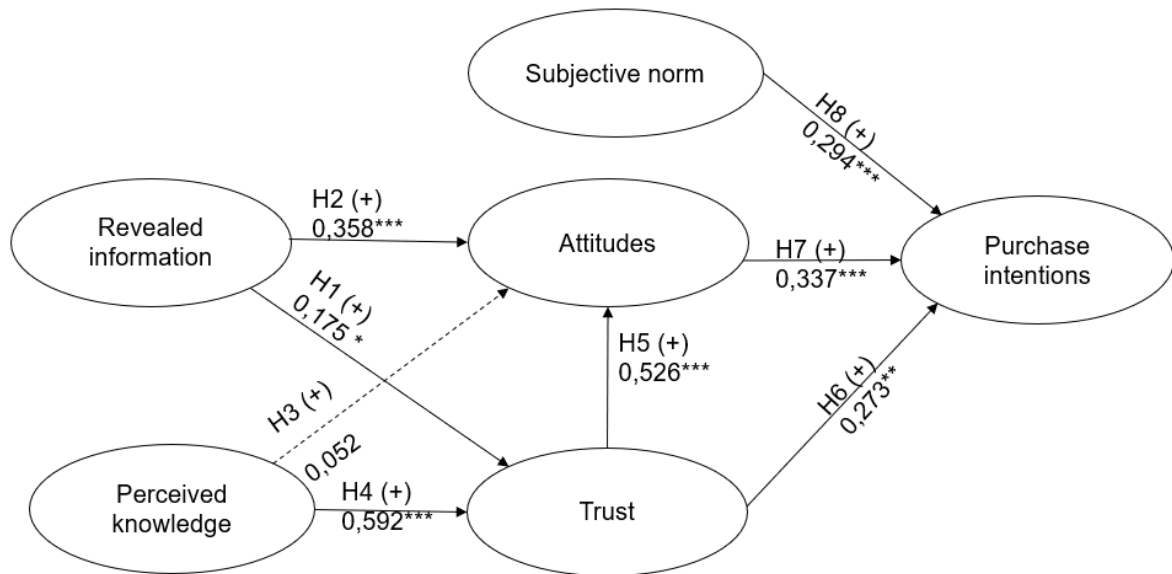 Subjective norm
H8 (+)
0,294***
Revealed
information
H2 (+)
0,358***
Attitudes
H7 (+)
0,337***
Purchase
intentions
H1 (+)
0,175 *
H5 (+)
0,526***
H3 (+)
0,052
H6 (+)
0,273**
Perceived
knowledge
H4 (+)
0,592***
Trust